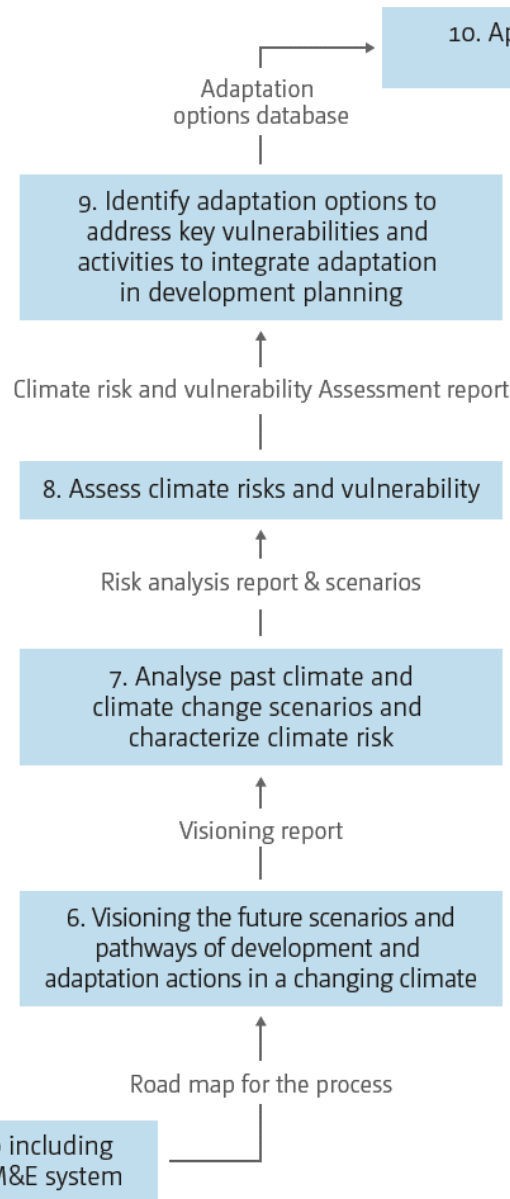 10. Ap
Adaptation
options database
9. Identify adaptation options to
address key vulnerabilities and
activities to integrate adaptation
in development planning
Climate risk and vulnerability Assessment report
8. Assess climate risks and vulnerability
Risk analysis report & scenarios
7. Analyse past climate and
climate change scenarios and
characterize climate risk
Visioning report
6. Visioning the future scenarios and
pathways of development and
adaptation actions in a changing climate
Road map for the process
including
M&E system